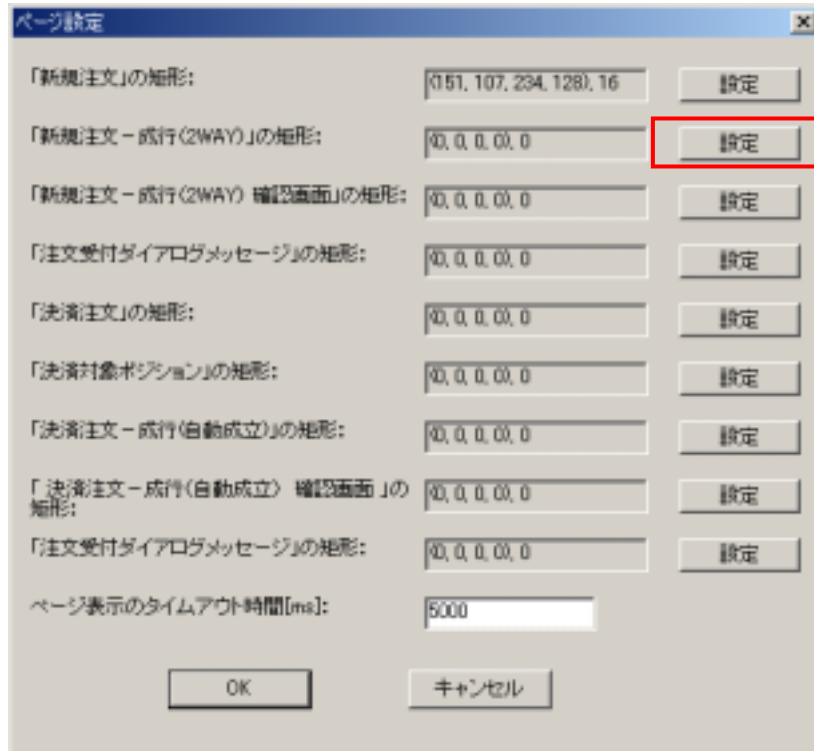 ページ設定
「新規注文」の矩形: (151, 107, 234, 128), 16 設定
「新規注文-成行(2WAY)」の矩形: (0, 0, 0, 0), 0 設定
「新規注文-成行(2WAY) 確認画面」の矩形: (0, 0, 0, 0), 0 設定
「注文受付ダイアログメッセージ」の矩形: (0, 0, 0, 0), 0 設定
「決済注文」の矩形: (0, 0, 0, 0), 0 設定
「決済対象ポジション」の矩形: (0, 0, 0, 0), 0 設定
「決済注文-成行(自動成立)」の矩形: (0, 0, 0, 0), 0 設定
「 決済注文-成行(自動成立) 確認画面 」の
矩形: (0, 0, 0, 0), 0 設定
「注文受付ダイアログメッセージ」の矩形: (0, 0, 0, 0), 0 設定
ページ表示のタイムアウト時間[ms]: 5000
OK キャンセル